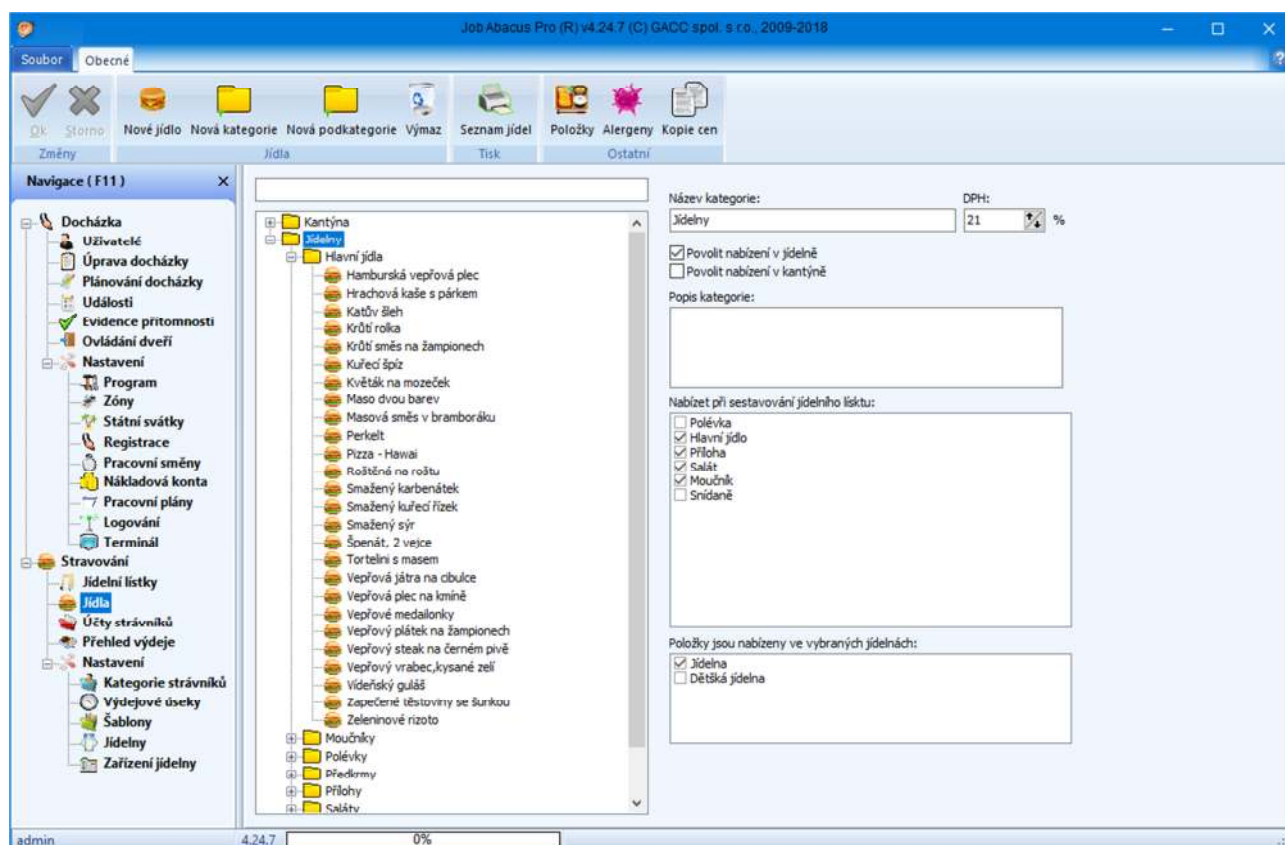 Job Abacus Pro (R) v4.24.7 (C) GACC spol. s r.o., 2009-2018
Soubor Obecné
Ok Storno Nové jídlo Nová kategorie Nová podkategorie Výmaz Seznam jídel Položky Alergeny Kopie cen
Změny Jídla Tisk Ostatní
Navigace ( F11 )
Docházka
Uživatelé
Úprava docházky
Plánování docházky
Události
Evidence přítomnosti
Ovládání dveří
Nastavení
Program
Zóny
Státní svátky
Registrace
Pracovní směny
Nákladová konta
Pracovní plány
Logování
Terminál
Stravování
Jídelní lístky
Jídla
Účty strávníků
Přehled výdeje
Nastavení
Kategorie strávníků
Výdejové úseky
Šablony
Jídelny
Zařízení jídelny
Kantýna
Jídelny
Hlavní jídla
Hamburská vepřová plec
Hrachová kaše s párkem
Katův šleh
Krůtí rolka
Krůtí směs na žampionech
Kuřecí špíz
Květák na mozeček
Maso dvou barev
Masová směs v bramboráku
Perkelt
Pizza - Hawai
Roštěná na roštu
Smažený karbenátek
Smažený kuřecí řízek
Smažený sýr
Špenát, 2 vejce
Tortelini s masem
Vepřová játra na cibulce
Vepřová plec na kmíně
Vepřové medailonky
Vepřový plátek na žampionech
Vepřový steak na černém pivě
Vepřový vrabec,kysané zelí
Vídeňský guláš
Zapečené těstoviny se šunkou
Zeleninové rizoto
Moučníky
Polévky
Předkrmy
Přílohy
Saláty
Název kategorie: DPH:
Jídelny 21 %
Povolit nabízení v jídelně
Povolit nabízení v kantýně
Popis kategorie:
Nabízet při sestavování jídelního lísktu:
Polévka
Hlavní jídlo
Příloha
Salát
Moučník
Snídaně
Položky jsou nabízeny ve vybraných jídelnách:
Jídelna
Dětšká jídelna
admin 4.24.7 0%